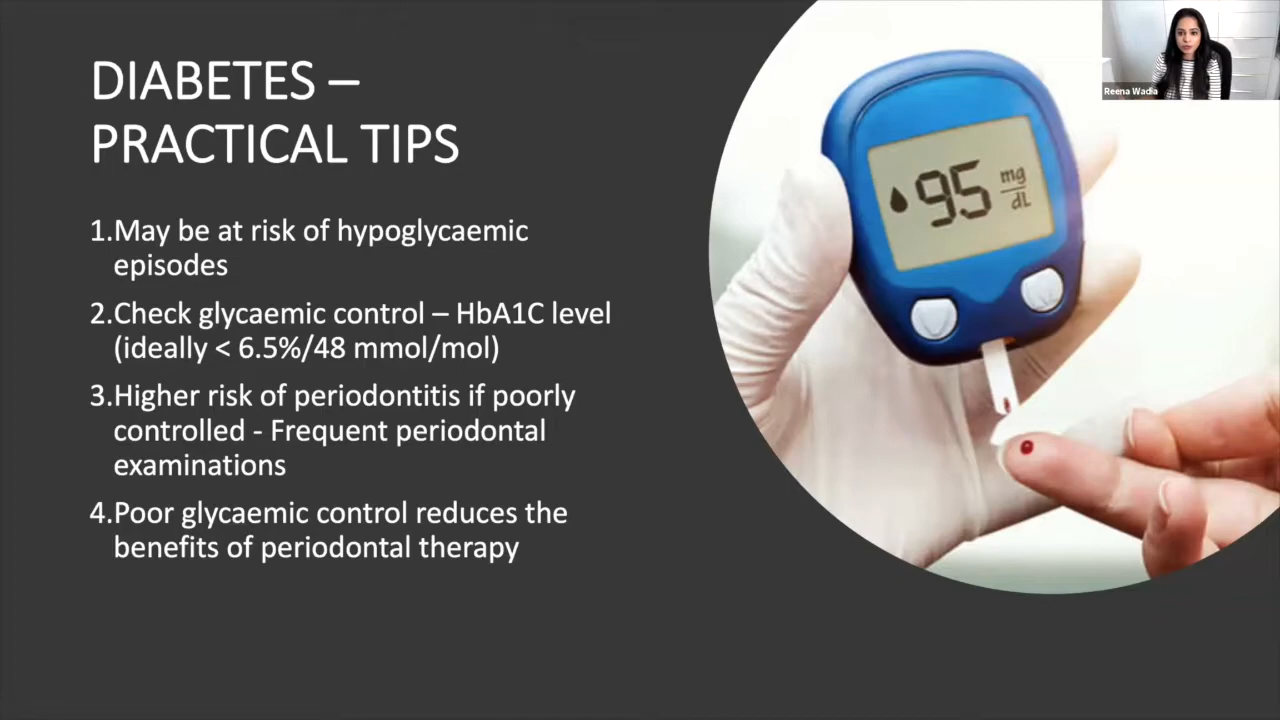 DIABETES –
PRACTICAL TIPS
1.May be at risk of hypoglycaemic
episodes
2.Check glycaemic control – HbA1C level
(ideally < 6.5%/48 mmol/mol)
3.Higher risk of periodontitis if poorly
controlled - Frequent periodontal
examinations
4.Poor glycaemic control reduces the
benefits of periodontal therapy
95 mg/dL
Reena Wadia